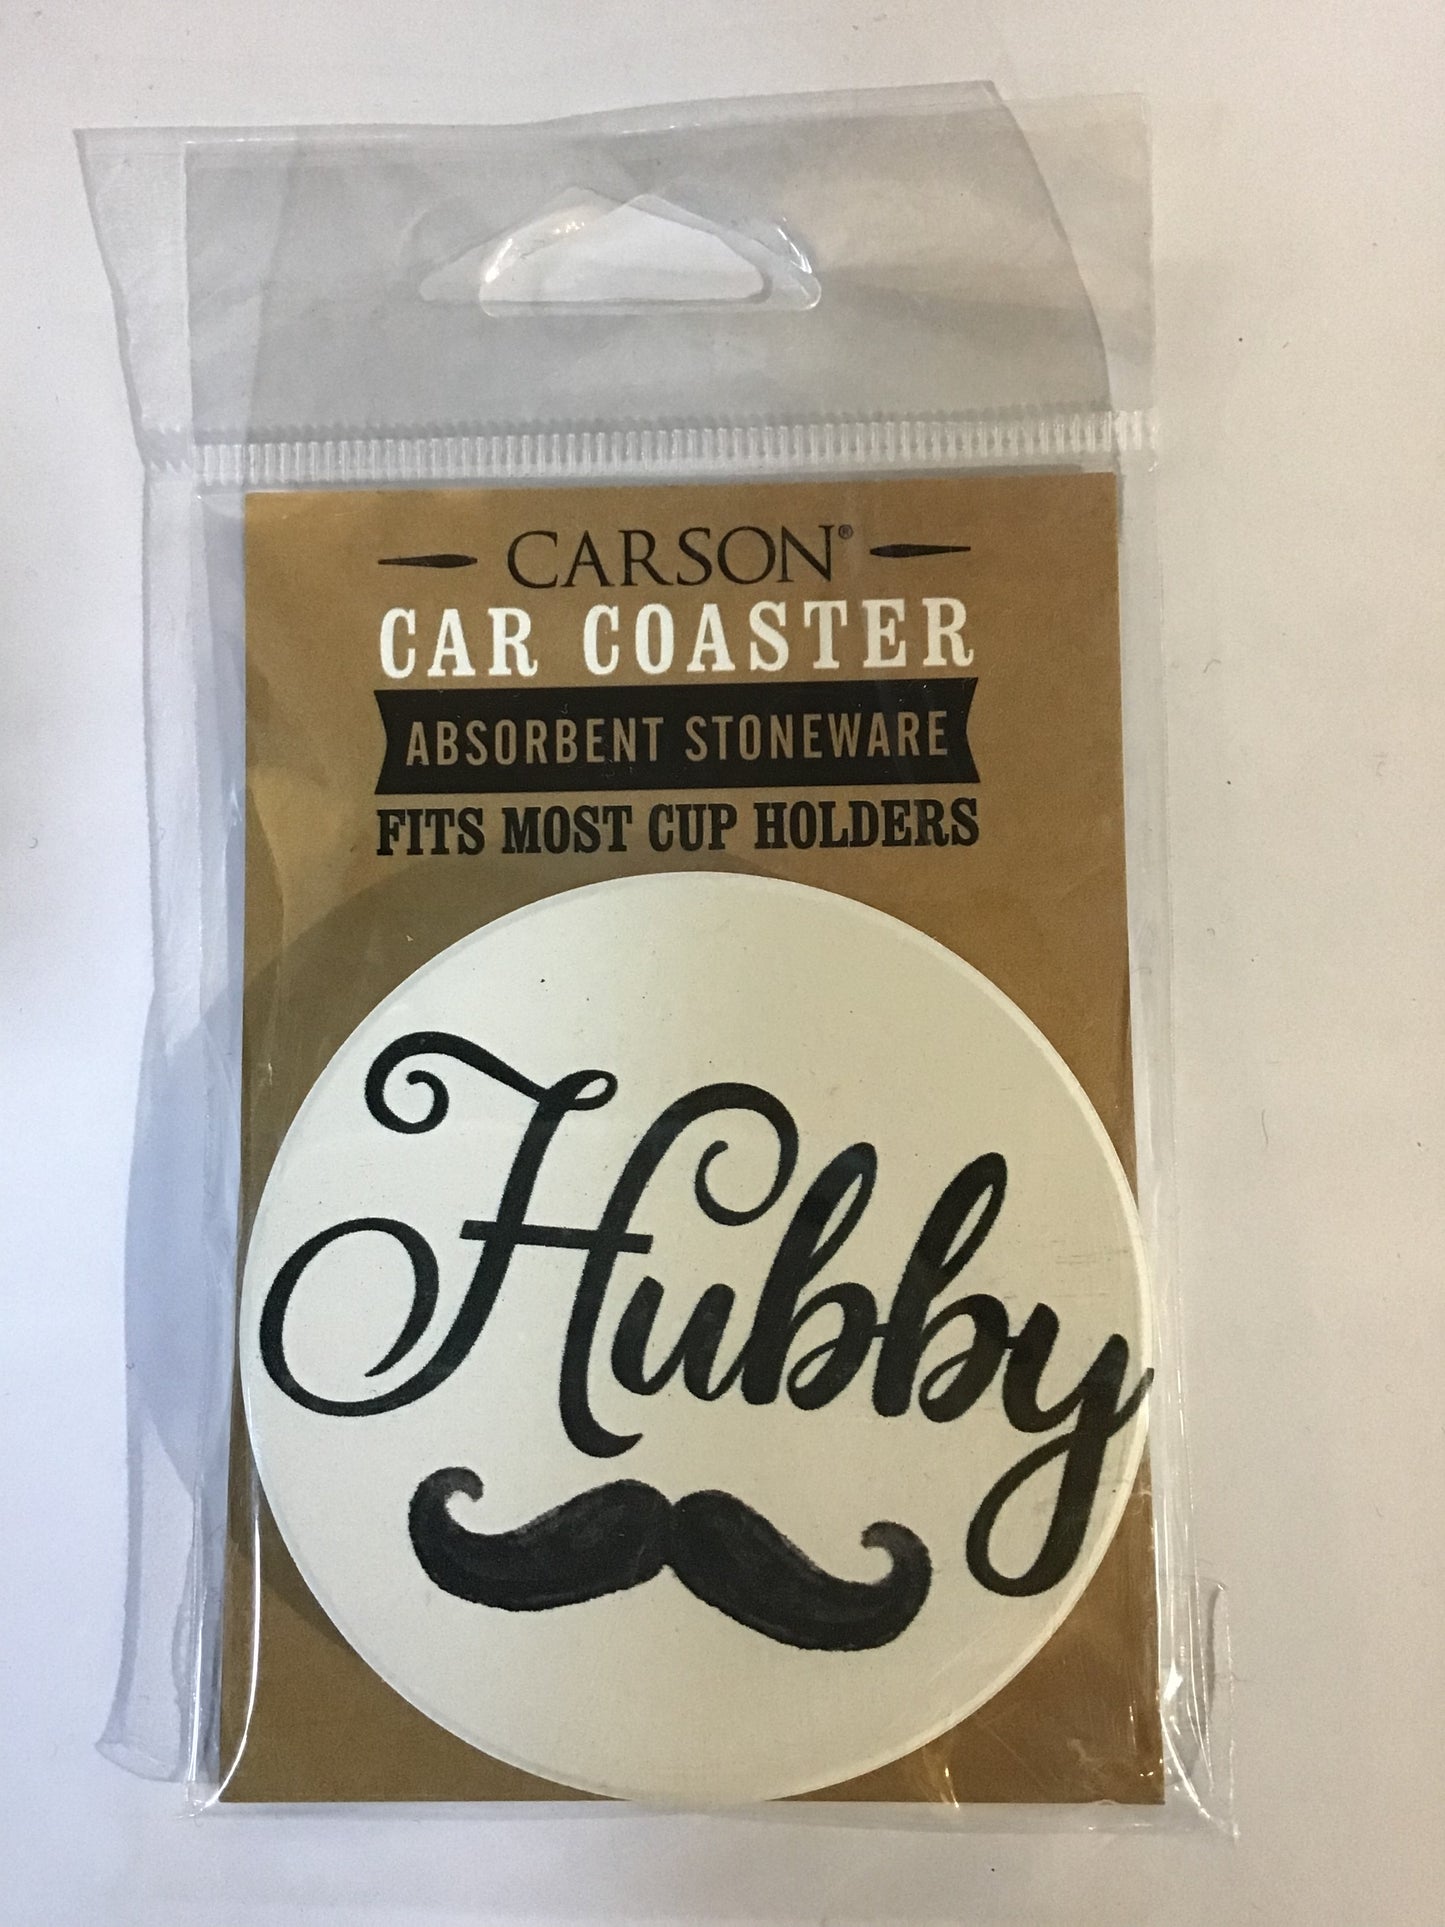 CARSON®
CAR COASTER
ABSORBENT STONEWARE
FITS MOST CUP HOLDERS
Hubby